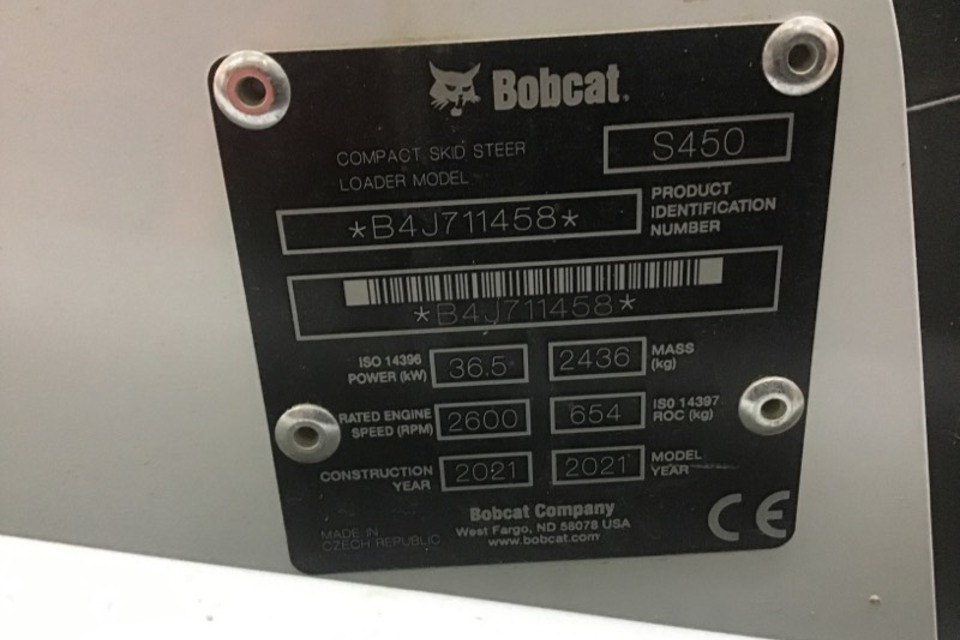 Bobcat.
COMPACT SKID STEER
LOADER MODEL
S450
*B4J711458*
PRODUCT
IDENTIFICATION
NUMBER
*B4J711458*
ISO 14396
POWER (kW)
36.5
2436
MASS
(kg)
RATED ENGINE
SPEED (RPM)
2600
654
ISO 14397
ROC (kg)
CONSTRUCTION
YEAR
2021
2021
MODEL
YEAR
MADE IN
CZECH REPUBLIC
Bobcat Company
West Fargo, ND 58078 USA
www.bobcat.com
CE